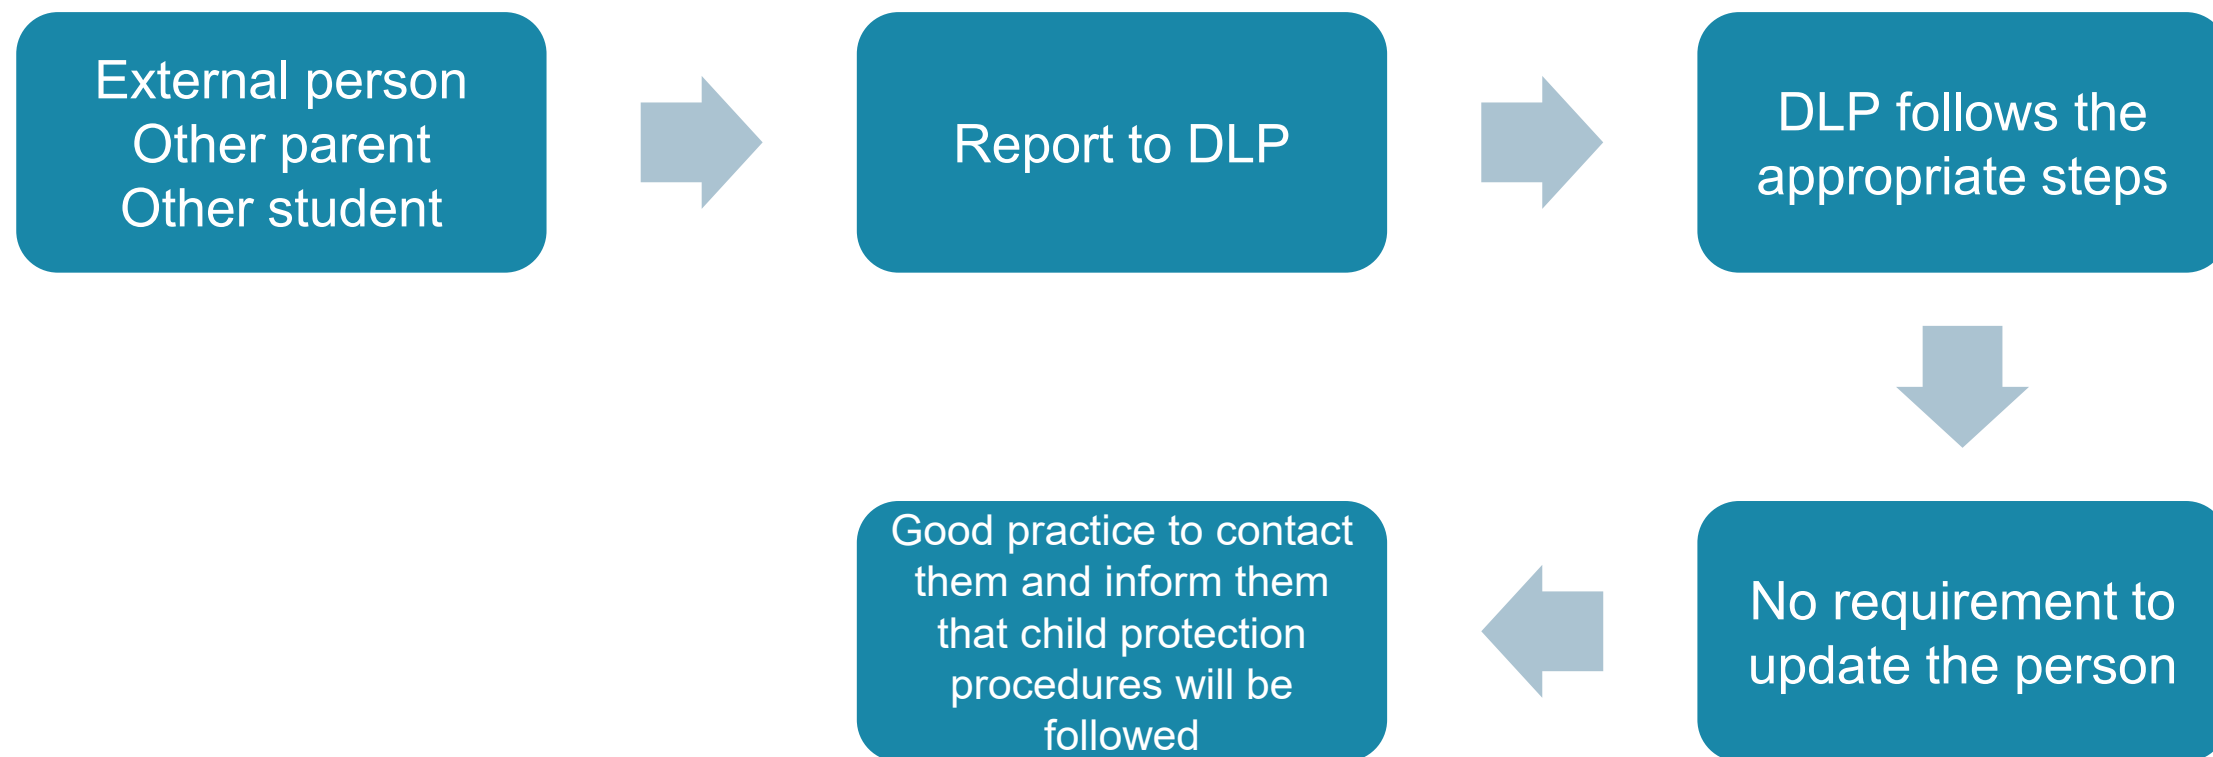 External person
Other parent
Other student
Report to DLP
DLP follows the
appropriate steps
No requirement to
update the person
Good practice to contact
them and inform them
that child protection
procedures will be
followed